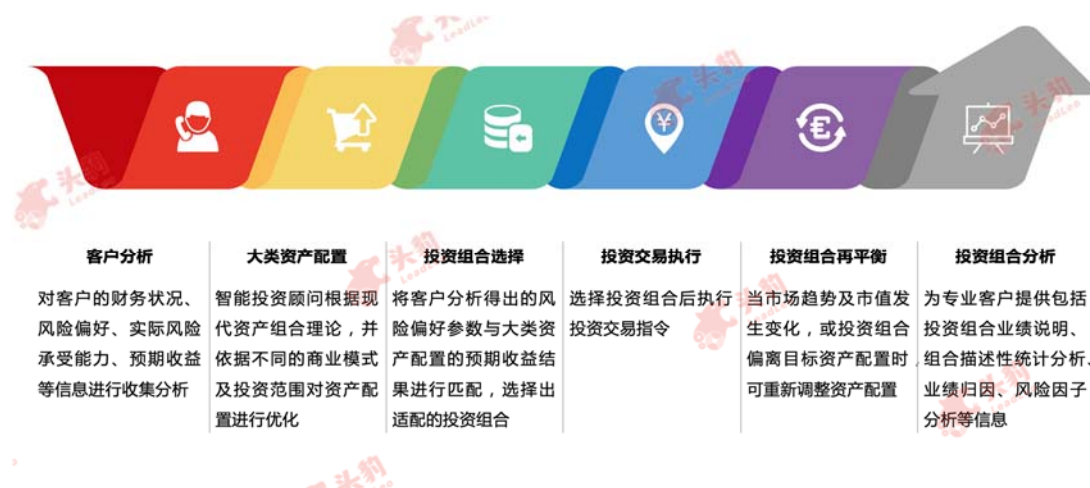 客户分析
对客户的财务状况、
风险偏好、实际风险
承受能力、预期收益
等信息进行收集分析
大类资产配置
智能投资顾问根据现
代资产组合理论，并
依据不同的商业模式
及投资范围对资产配
置进行优化
投资组合选择
将客户分析得出的风
险偏好参数与大类资
产配置的预期收益结
果进行匹配，选择出
适配的投资组合
投资交易执行
选择投资组合后执行
投资交易指令
投资组合再平衡
当市场趋势及市值发
生变化，或投资组合
偏离目标资产配置时，
可重新调整资产配置
投资组合分析
为专业客户提供包括
投资组合业绩说明、
组合描述性统计分析、
业绩归因、风险因子
分析等信息
¥
头豹
LeadLeo
头豹
头豹
头豹
LeadLeo
头豹
头豹
头豹
头豹